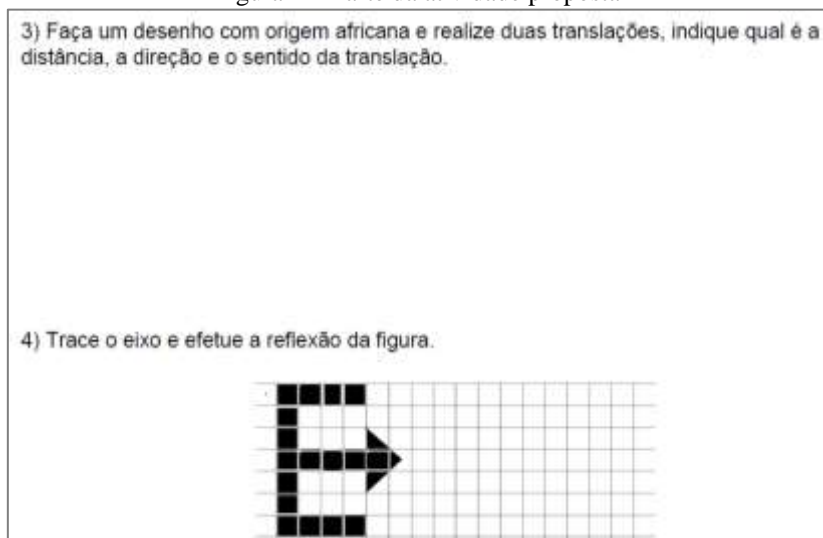 3) Faça um desenho com origem africana e realize duas translações, indique qual é a
distância, a direção e o sentido da translação.
4) Trace o eixo e efetue a reflexão da figura.